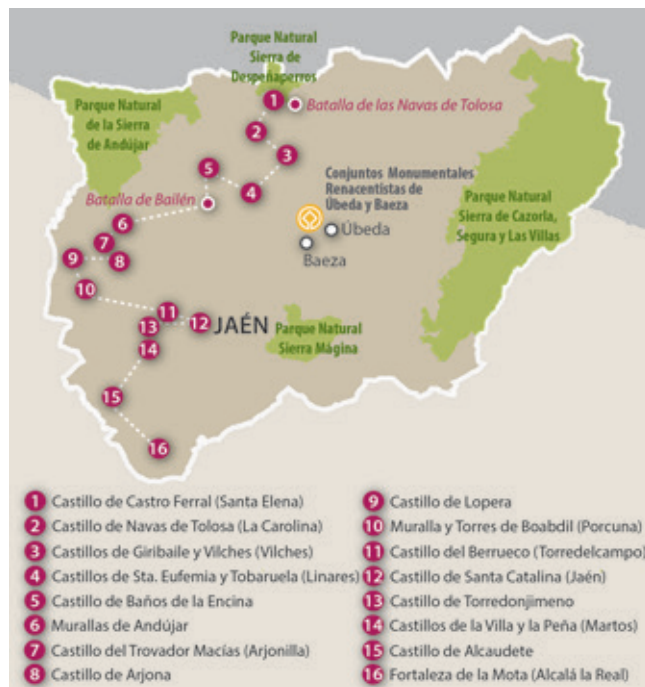 Parque Natural
Sierra de
Despeñaperros
1
Batalla de las Navas de Tolosa
Parque Natural
de la Sierra
de Andújar
2
3
5
4
Conjuntos Monumentales
Renacentistas de
Úbeda y Baeza
Parque Natural
Sierra de Cazorla,
Segura y Las Villas
Batalla de Bailén
6
Úbeda
7
Baeza
9
8
10
11
13
12
JAÉN
Parque Natural
Sierra Mágina
14
15
16
1 Castillo de Castro Ferral (Santa Elena)
2 Castillo de Navas de Tolosa (La Carolina)
3 Castillos de Giribaile y Vilches (Vilches)
4 Castillos de Sta. Eufemia y Tobaruela (Linares)
5 Castillo de Baños de la Encina
6 Murallas de Andújar
7 Castillo del Trovador Macías (Arjonilla)
8 Castillo de Arjona
9 Castillo de Lopera
10 Muralla y Torres de Boabdil (Porcuna)
11 Castillo del Berrueco (Torredelcampo)
12 Castillo de Santa Catalina (Jaén)
13 Castillo de Torredonjimeno
14 Castillos de la Villa y la Peña (Martos)
15 Castillo de Alcaudete
16 Fortaleza de la Mota (Alcalá la Real)